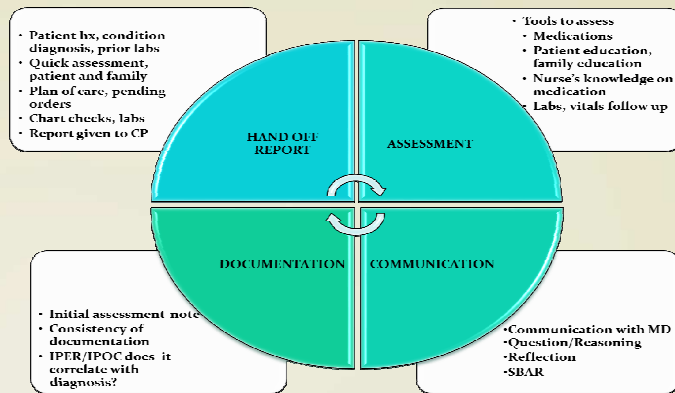 • Patient hx, condition
diagnosis, prior labs
• Quick assessment,
patient and family
• Plan of care, pending
orders
• Chart checks, labs
• Report given to CP
• Tools to assess
• Medications
• Patient education,
family education
• Nurse's knowledge on
medication
• Labs, vitals follow up
HAND OFF
REPORT
ASSESSMENT
DOCUMENTATION
COMMUNICATION
• Initial assessment note
• Consistency of
documentation
• IPER/IPOC does it
correlate with
diagnosis?
•Communication with MD
•Question/Reasoning
•Reflection
•SBAR